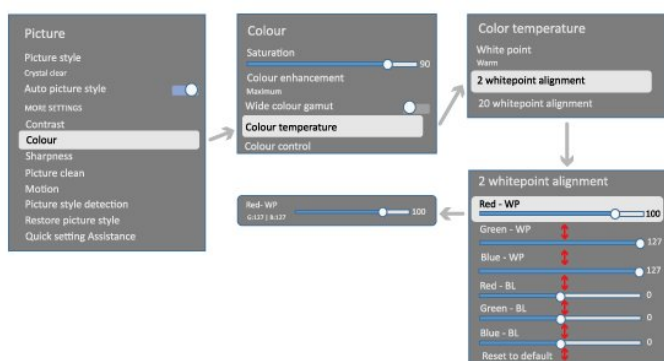 Picture
Picture style
Crystal clear
Auto picture style
MORE SETTINGS
Contrast
Colour
Sharpness
Picture clean
Motion
Picture style detection
Restore picture style
Quick setting Assistance
Colour
Saturation
90
Colour enhancement
Maximum
Wide colour gamut
Colour temperature
Colour control
Color temperature
White point
Warm
2 whitepoint alignment
20 whitepoint alignment
2 whitepoint alignment
Red - WP
100
Green - WP
127
Blue - WP
127
Red - BL
0
Green - BL
0
Blue - BL
0
Reset to default
Red- WP
100
G:127 | B:127